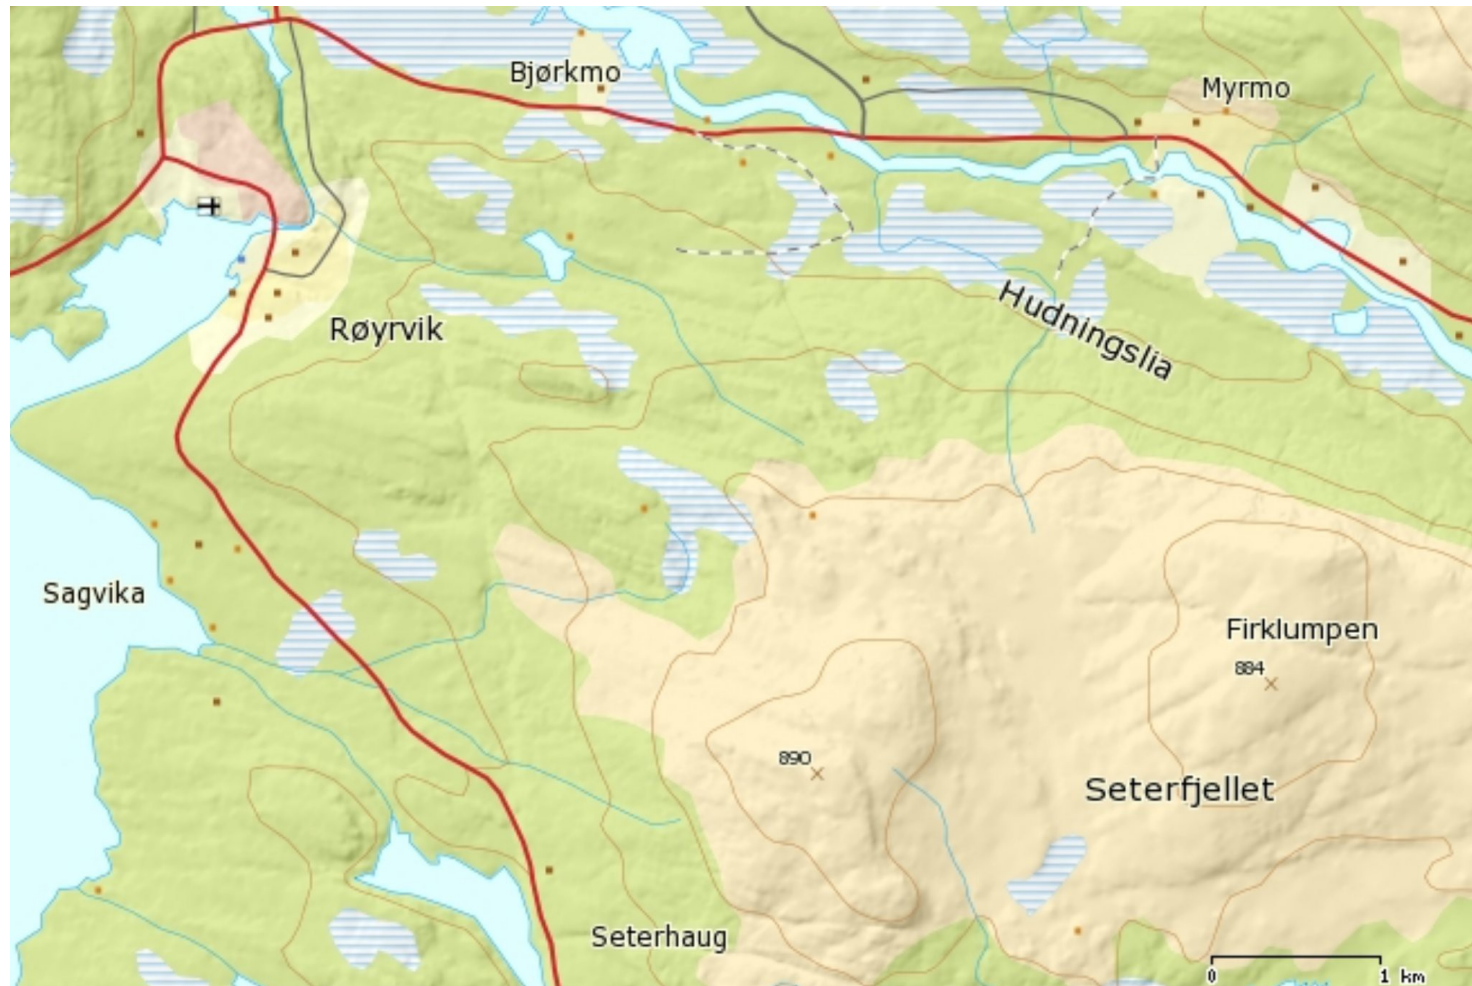 Bjørkmo
Myrmo
Hudningslia
Røyrvik
Sagvika
Firklumpen
884
890
Seterfjellet
Seterhaug
0 1 km